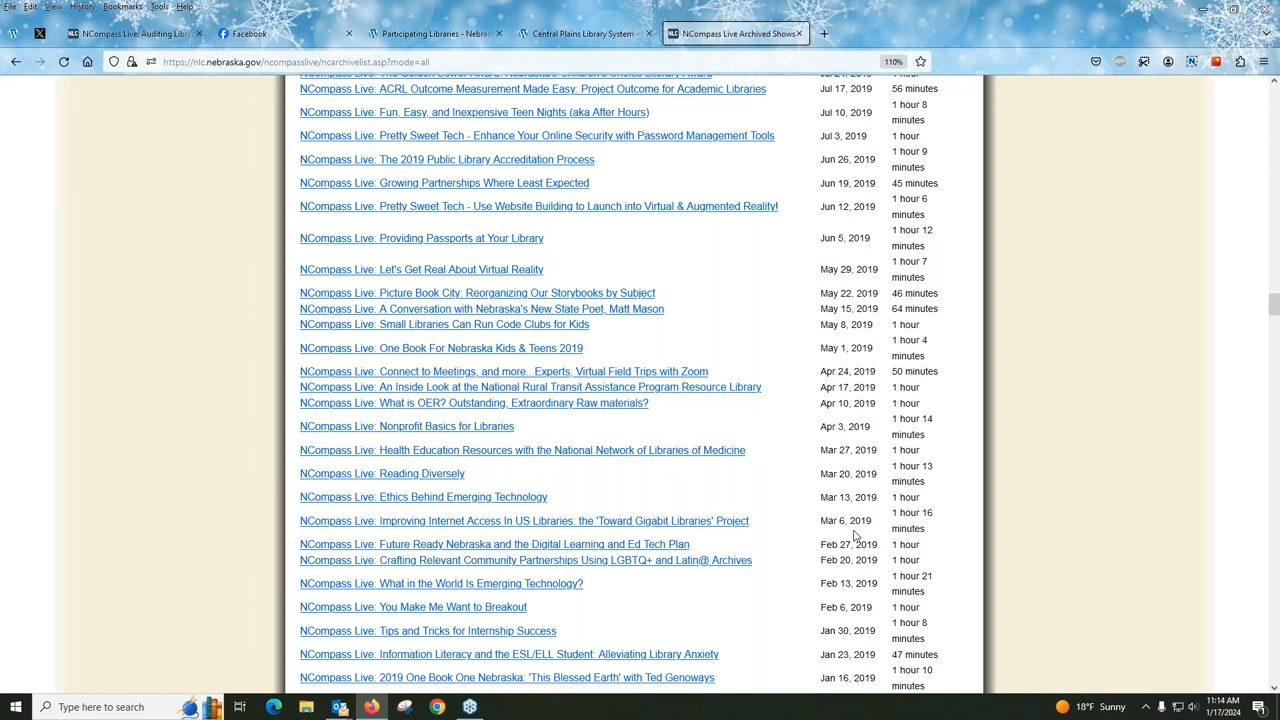 File Edit View History Bookmarks Tools Help
NLC NCompass Live: Auditing Libra
Facebook
Participating Libraries - Nebras
Central Plains Library System -
NLC NCompass Live Archived Shows
https://nlc.nebraska.gov/ncompasslive/ncarchivelist.asp?mode=all
110%
NCompass Live: The Golden Sower Award: Nebraska's Children's Choice Literary Award Jul 24, 2019 1 hour
NCompass Live: ACRL Outcome Measurement Made Easy: Project Outcome for Academic Libraries Jul 17, 2019 56 minutes
NCompass Live: Fun, Easy, and Inexpensive Teen Nights (aka After Hours) Jul 10, 2019 1 hour 8 minutes
NCompass Live: Pretty Sweet Tech - Enhance Your Online Security with Password Management Tools Jul 3, 2019 1 hour
NCompass Live: The 2019 Public Library Accreditation Process Jun 26, 2019 1 hour 9 minutes
NCompass Live: Growing Partnerships Where Least Expected Jun 19, 2019 45 minutes
NCompass Live: Pretty Sweet Tech - Use Website Building to Launch into Virtual & Augmented Reality! Jun 12, 2019 1 hour 6 minutes
NCompass Live: Providing Passports at Your Library Jun 5, 2019 1 hour 12 minutes
NCompass Live: Let's Get Real About Virtual Reality May 29, 2019 1 hour 7 minutes
NCompass Live: Picture Book City: Reorganizing Our Storybooks by Subject May 22, 2019 46 minutes
NCompass Live: A Conversation with Nebraska's New State Poet, Matt Mason May 15, 2019 64 minutes
NCompass Live: Small Libraries Can Run Code Clubs for Kids May 8, 2019 1 hour
NCompass Live: One Book For Nebraska Kids & Teens 2019 May 1, 2019 1 hour 4 minutes
NCompass Live: Connect to Meetings, and more...Experts, Virtual Field Trips with Zoom Apr 24, 2019 50 minutes
NCompass Live: An Inside Look at the National Rural Transit Assistance Program Resource Library Apr 17, 2019 1 hour
NCompass Live: What is OER? Outstanding, Extraordinary Raw materials? Apr 10, 2019 1 hour
NCompass Live: Nonprofit Basics for Libraries Apr 3, 2019 1 hour 14 minutes
NCompass Live: Health Education Resources with the National Network of Libraries of Medicine Mar 27, 2019 1 hour
NCompass Live: Reading Diversely Mar 20, 2019 1 hour 13 minutes
NCompass Live: Ethics Behind Emerging Technology Mar 13, 2019 1 hour
NCompass Live: Improving Internet Access In US Libraries: the 'Toward Gigabit Libraries' Project Mar 6, 2019 1 hour 16 minutes
NCompass Live: Future Ready Nebraska and the Digital Learning and Ed Tech Plan Feb 27, 2019 1 hour
NCompass Live: Crafting Relevant Community Partnerships Using LGBTQ+ and Latin@ Archives Feb 20, 2019 1 hour
NCompass Live: What in the World Is Emerging Technology? Feb 13, 2019 1 hour 21 minutes
NCompass Live: You Make Me Want to Breakout Feb 6, 2019 1 hour
NCompass Live: Tips and Tricks for Internship Success Jan 30, 2019 1 hour 8 minutes
NCompass Live: Information Literacy and the ESL/ELL Student: Alleviating Library Anxiety Jan 23, 2019 47 minutes
NCompass Live: 2019 One Book One Nebraska: 'This Blessed Earth' with Ted Genoways Jan 16, 2019 1 hour 10 minutes
Type here to search
18°F Sunny
11:14 AM
1/17/2024